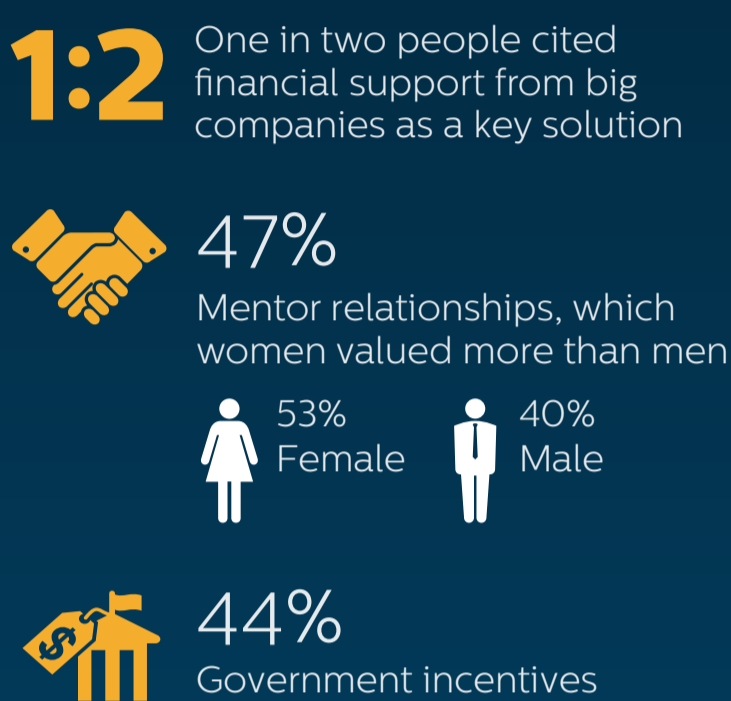 1:2
One in two people cited
financial support from big
companies as a key solution
47%
Mentor relationships, which
women valued more than men
53%
Female
40%
Male
$
44%
Government incentives